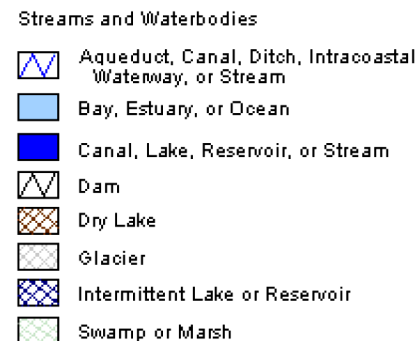 Streams and Waterbodies
Aqueduct, Canal, Ditch, Intracoastal
Waterway, or Stream
Bay, Estuary, or Ocean
Canal, Lake, Reservoir, or Stream
Dam
Dry Lake
Glacier
Intermittent Lake or Reservoir
Swamp or Marsh